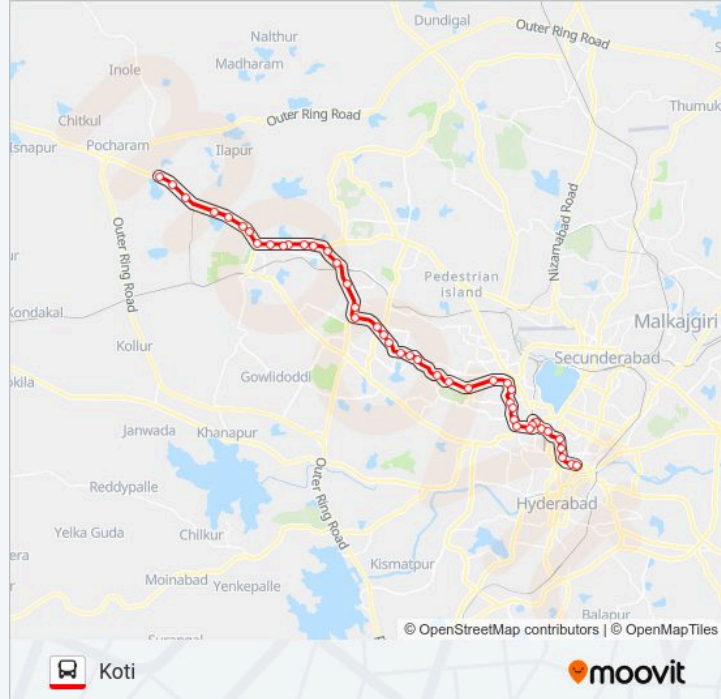 Dundigal
Nalthur
Madharam
Outer Ring Road
Inole
Chitkul
Outer Ring Road
Thumuk
Isnapur
Pocharam
Ilapur
Nizamabad Road
Outer Ring Road
Pedestrian
island
Kondakal
Malkajgiri
Kollur
Secunderabad
Gowlidoddi
Janwada
Khanapur
Outer Ring Road
Reddypalle
Hyderabad
Yelka Guda
Chilkur
Kismatpur
Moinabad
Yenkepalle
Balapur
Surangal
© OpenStreetMap contributors | © OpenMapTiles
Koti
moovit